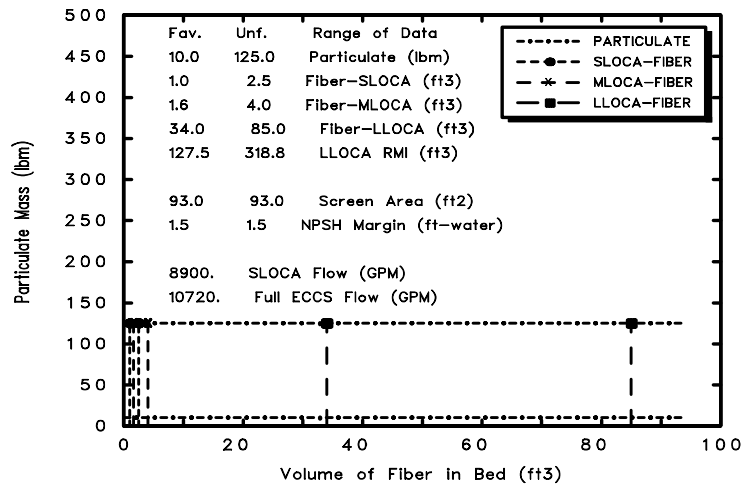 Fav. Unf. Range of Data
10.0 125.0 Particulate (lbm)
1.0 2.5 Fiber-SLOCA (ft3)
1.6 4.0 Fiber-MLOCA (ft3)
34.0 85.0 Fiber-LLOCA (ft3)
127.5 318.8 LLOCA RMI (ft3)
93.0 93.0 Screen Area (ft2)
1.5 1.5 NPSH Margin (ft-water)
8900. SLOCA Flow (GPM)
10720. Full ECCS Flow (GPM)
PARTICULATE
SLOCA-FIBER
MLOCA-FIBER
LLOCA-FIBER
Particulate Mass (lbm)
500
450
400
350
300
250
200
150
100
50
0
0 20 40 60 80 100
Volume of Fiber in Bed (ft3)